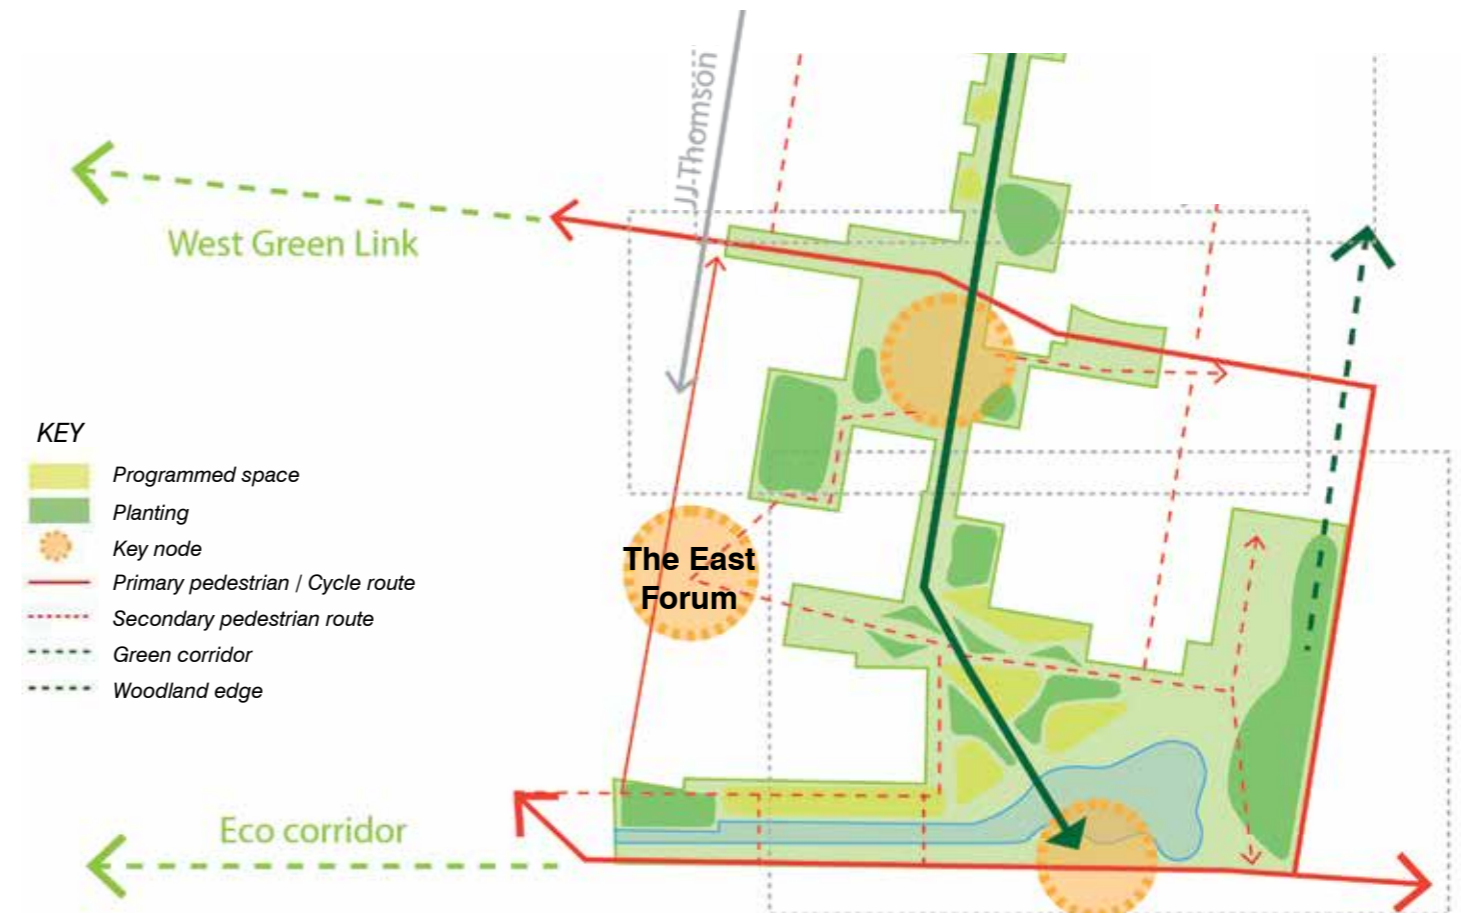 JJ Thomson
West Green Link
KEY
Programmed space
Planting
Key node
Primary pedestrian / Cycle route
Secondary pedestrian route
Green corridor
Woodland edge
The East
Forum
Eco corridor